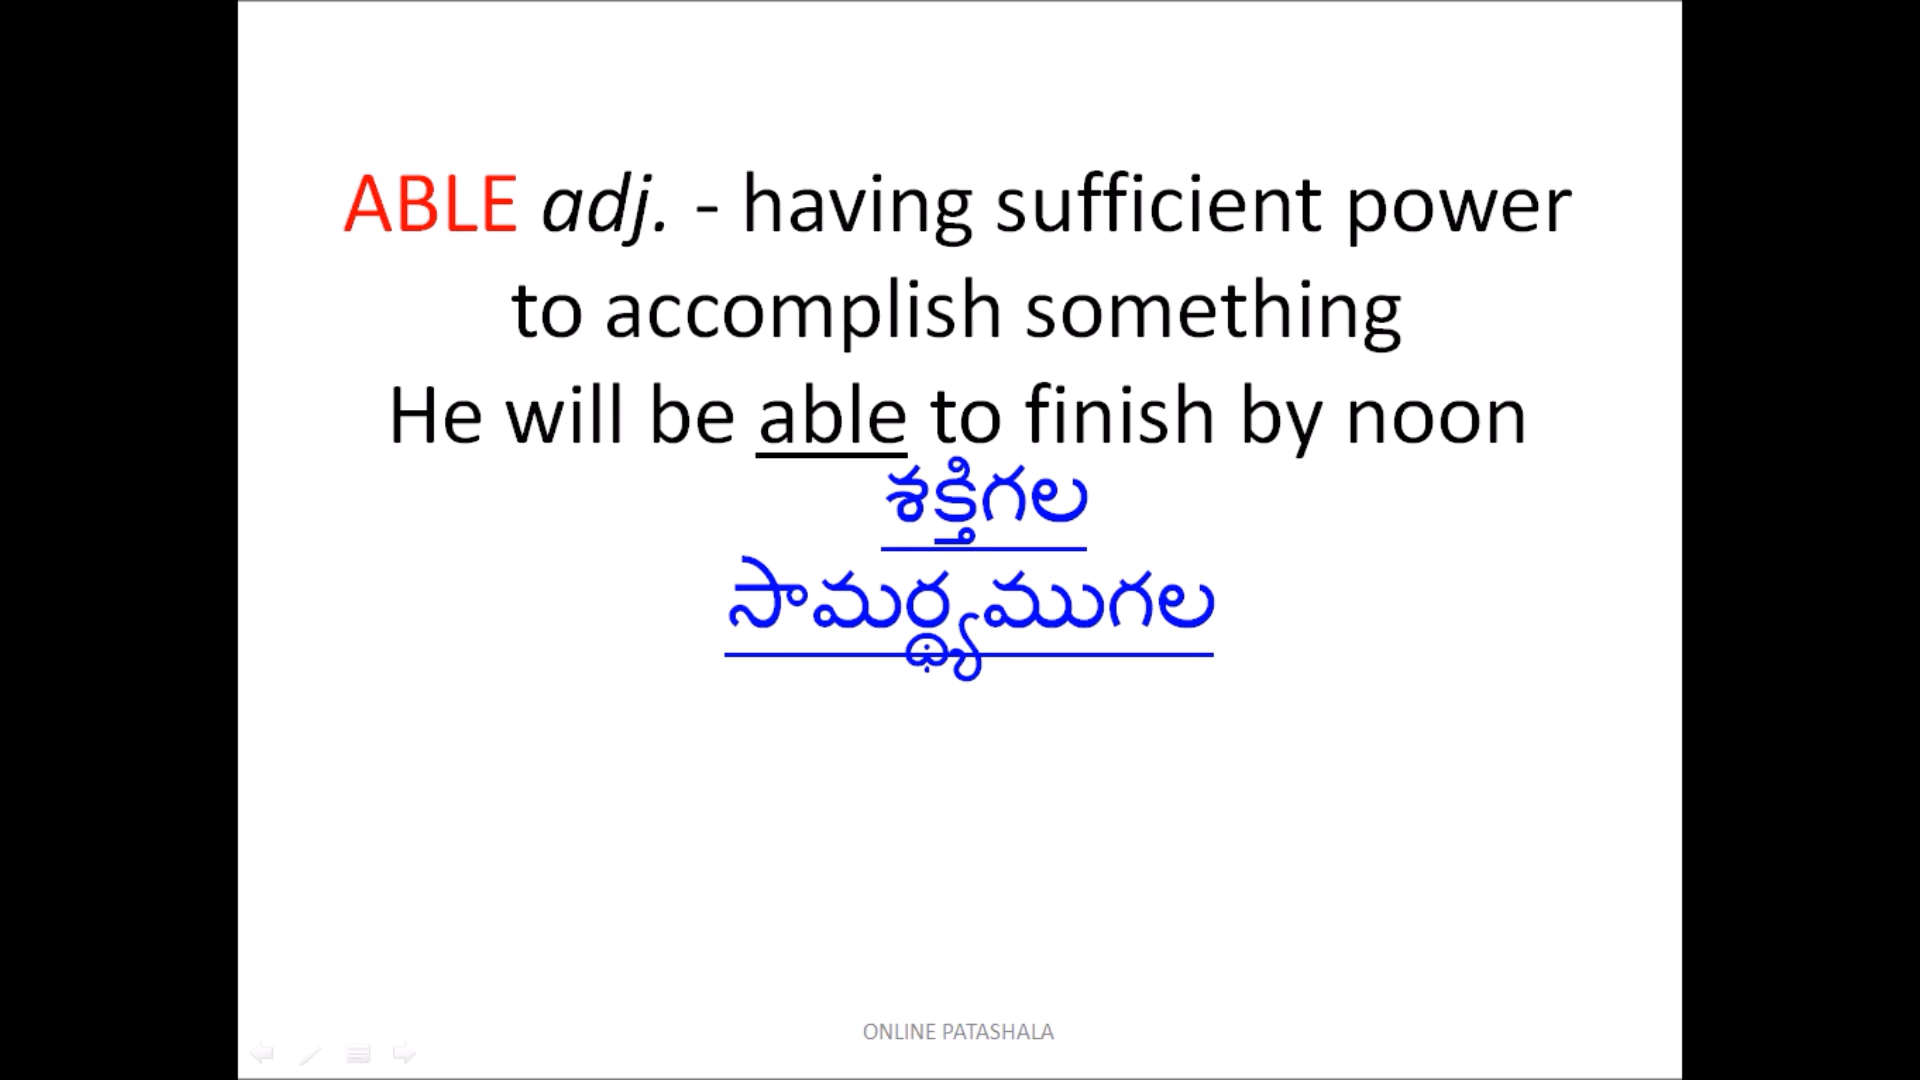 ABLE adj. - having sufficient power
to accomplish something
He will be able to finish by noon
శక్తిగల
సామర్థ్యముగల
ONLINE PATASHALA